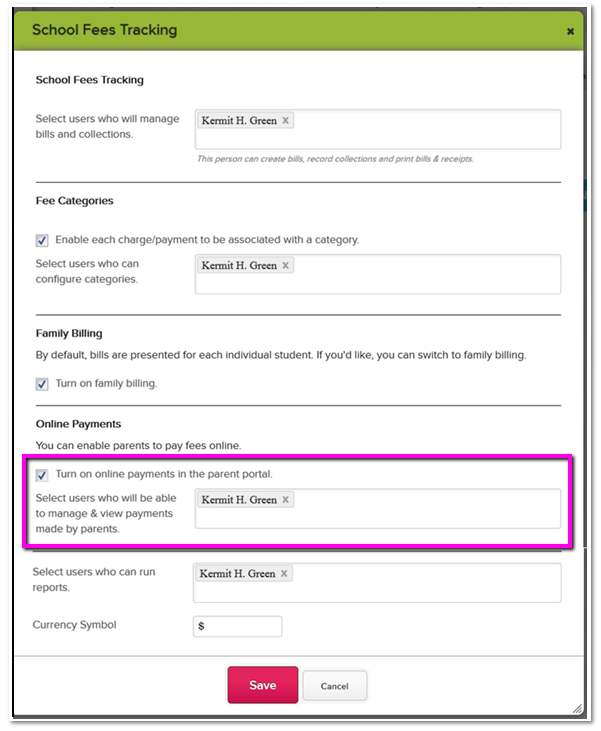 School Fees Tracking
School Fees Tracking
Select users who will manage
bills and collections.
Kermit H. Green x
This person can create bills, record collections and print bills & receipts.
Fee Categories
Enable each charge/payment to be associated with a category.
Select users who can
configure categories.
Kermit H. Green x
Family Billing
By default, bills are presented for each individual student. If you'd like, you can switch to family billing.
Turn on family billing.
Online Payments
You can enable parents to pay fees online.
Turn on online payments in the parent portal.
Select users who will be able
to manage & view payments
made by parents.
Kermit H. Green x
Select users who can run
reports.
Kermit H. Green x
Currency Symbol
$
Save
Cancel